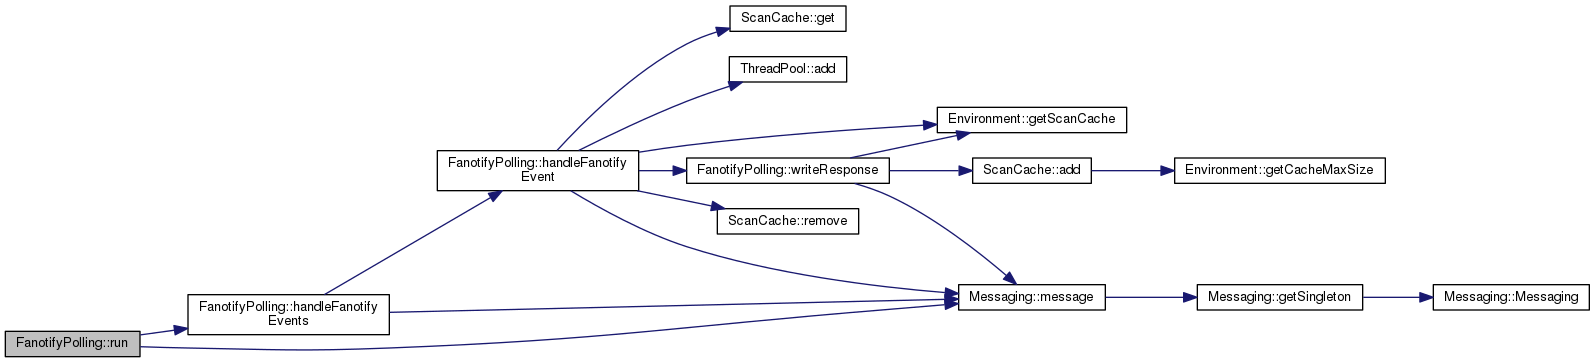 ScanCache::get
ThreadPool::add
Environment::getScanCache
FanotifyPolling::handleFanotify
Event
FanotifyPolling::writeResponse
ScanCache::add
Environment::getCacheMaxSize
ScanCache::remove
FanotifyPolling::handleFanotify
Events
Messaging::message
Messaging::getSingleton
Messaging::Messaging
FanotifyPolling::run